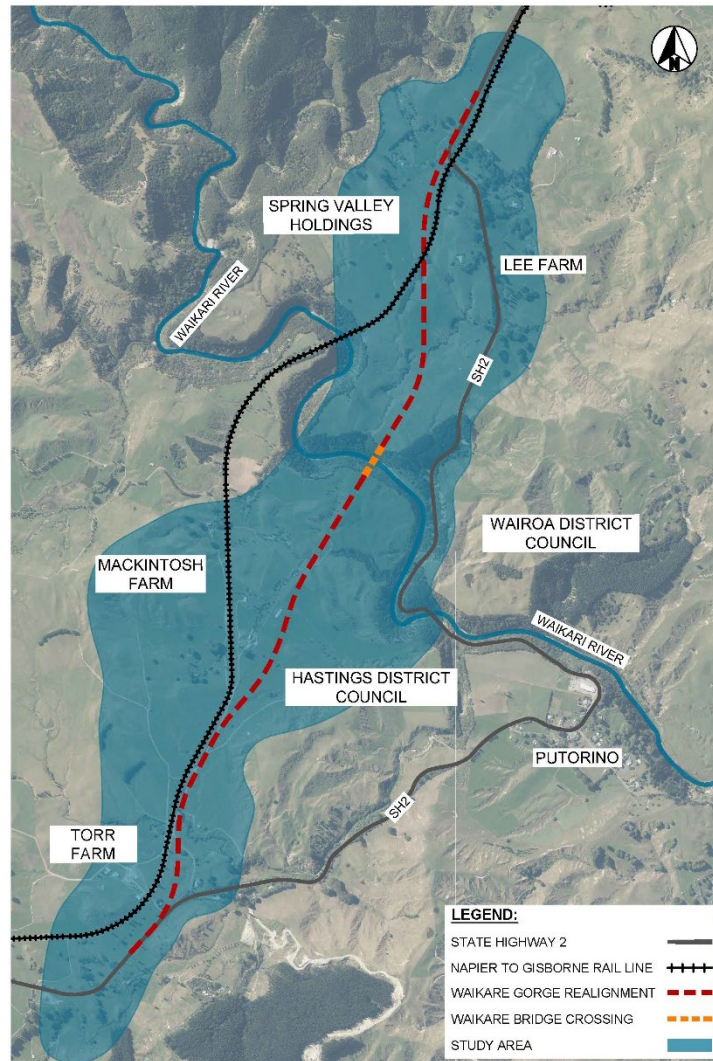 N
SPRING VALLEY
HOLDINGS
LEE FARM
WAIKARI RIVER
SH2
WAIROA DISTRICT
COUNCIL
MACKINTOSH
FARM
WAIKARI RIVER
HASTINGS DISTRICT
COUNCIL
PUTORINO
SH2
TORR
FARM
LEGEND:
STATE HIGHWAY 2
NAPIER TO GISBORNE RAIL LINE
WAIKARE GORGE REALIGNMENT
WAIKARE BRIDGE CROSSING
STUDY AREA